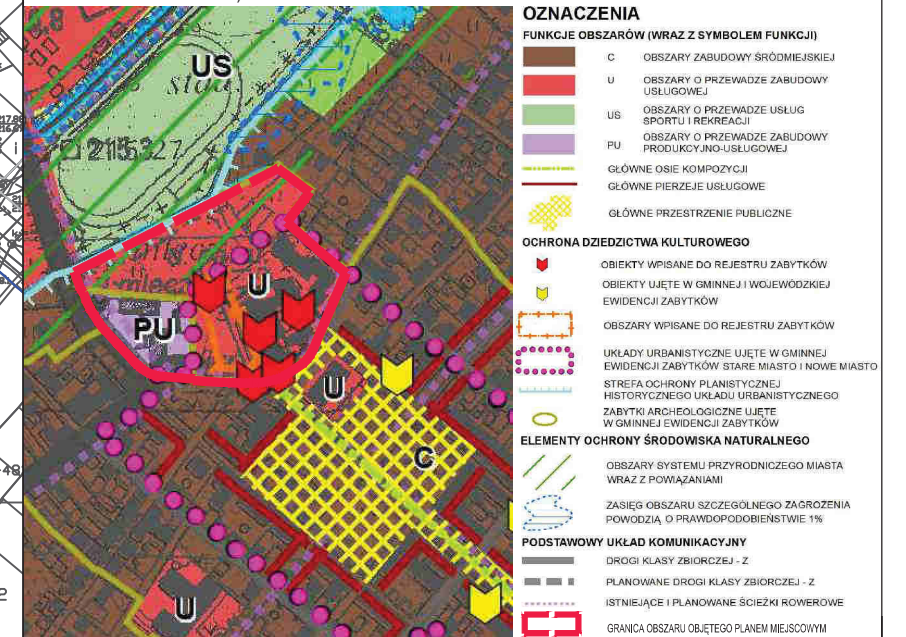 OZNACZENIA
FUNKCJE OBSZARÓW (WRAZ Z SYMBOLEM FUNKCJI)
C OBSZARY ZABUDOWY ŚRÓDMIEJSKIEJ
U OBSZARY O PRZEWADZE ZABUDOWY
USŁUGOWEJ
US OBSZARY O PRZEWADZE USŁUG
SPORTU I REKREACJI
PU OBSZARY O PRZEWADZE ZABUDOWY
PRODUKCYJNO-USŁUGOWEJ
GŁÓWNE OSIE KOMPOZYCJI
GŁÓWNE PIERZEJE USŁUGOWE
GŁÓWNE PRZESTRZENIE PUBLICZNE
OCHRONA DZIEDZICTWA KULTUROWEGO
OBIEKTY WPISANE DO REJESTRU ZABYTKÓW
OBIEKTY UJĘTE W GMINNEJ I WOJEWÓDZKIEJ
EWIDENCJI ZABYTKÓW
OBSZARY WPISANE DO REJESTRU ZABYTKÓW
UKŁADY URBANISTYCZNE UJĘTE W GMINNEJ
EWIDENCJI ZABYTKÓW STARE MIASTO I NOWE MIASTO
STREFA OCHRONY PLANISTYCZNEJ
HISTORYCZNEGO UKŁADU URBANISTYCZNEGO
ZABYTKI ARCHEOLOGICZNE UJĘTE
W GMINNEJ EWIDENCJI ZABYTKÓW
ELEMENTY OCHRONY ŚRODOWISKA NATURALNEGO
OBSZARY SYSTEMU PRZYRODNICZEGO MIASTA
WRAZ Z POWIĄZANIAMI
ZASIĘG OBSZARU SZCZEGÓLNEGO ZAGROŻENIA
POWODZIĄ O PRAWDOPODOBIEŃSTWIE 1%
PODSTAWOWY UKŁAD KOMUNIKACYJNY
DROGI KLASY ZBIORCZEJ - Z
PLANOWANE DROGI KLASY ZBIORCZEJ - Z
ISTNIEJĄCE I PLANOWANE ŚCIEŻKI ROWEROWE
GRANICA OBSZARU OBJĘTEGO PLANEM MIEJSCOWYM
US
U
PU
U
C
U